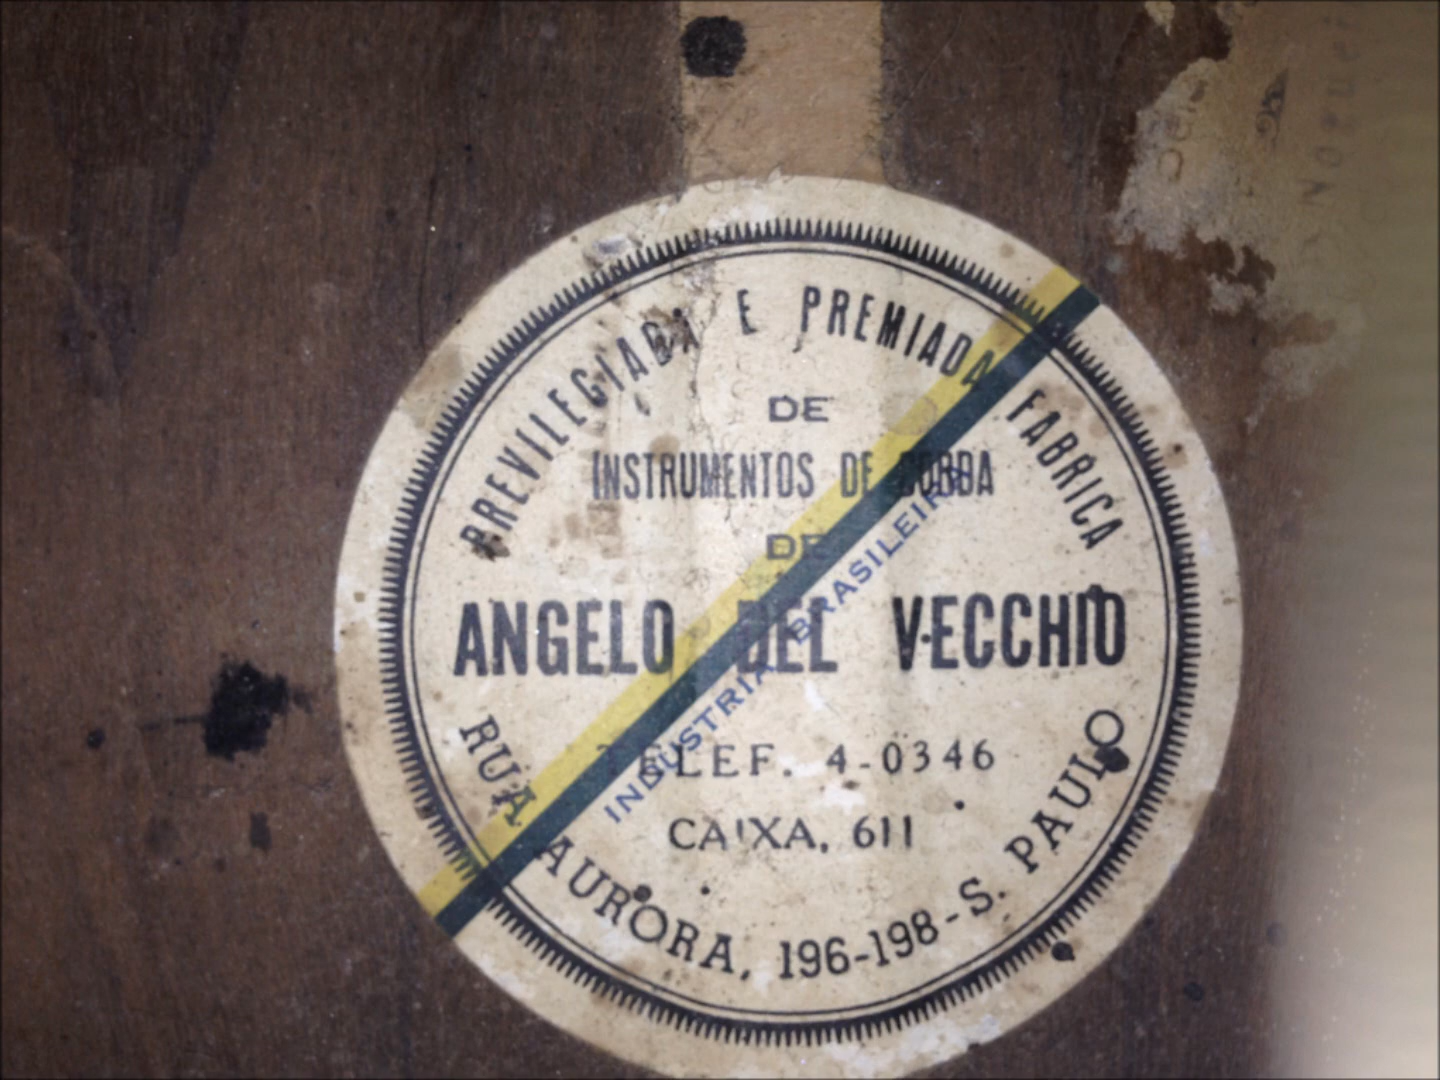 PREVILEGIADA E PREMIADA FABRICA
DE
INSTRUMENTOS DE CORDA
DE
ANGELO DEL VECCHIO
TELEF. 4-0346
CAIXA, 611
RUA AURORA, 196-198-S. PAULO
INDUSTRIA BRASILEIRA